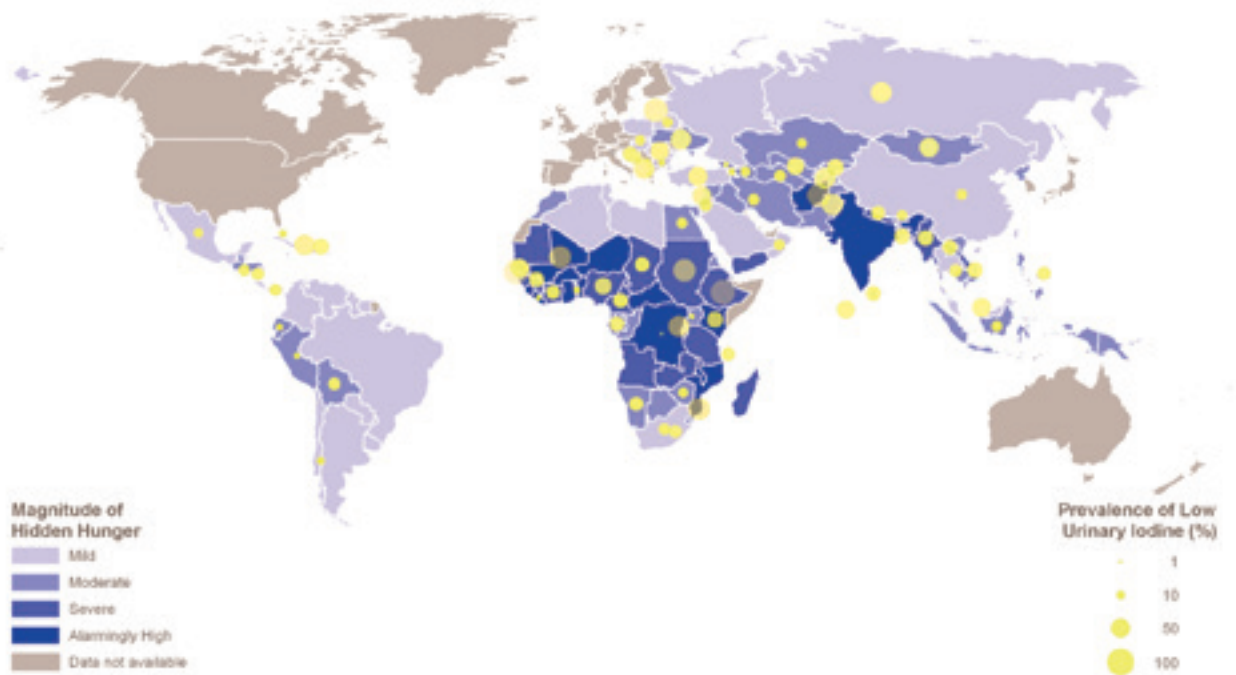 Magnitude of
Hidden Hunger
Mild
Moderate
Severe
Alarmingly High
Data not available
Prevalence of Low
Urinary Iodine (%)
1
10
50
100